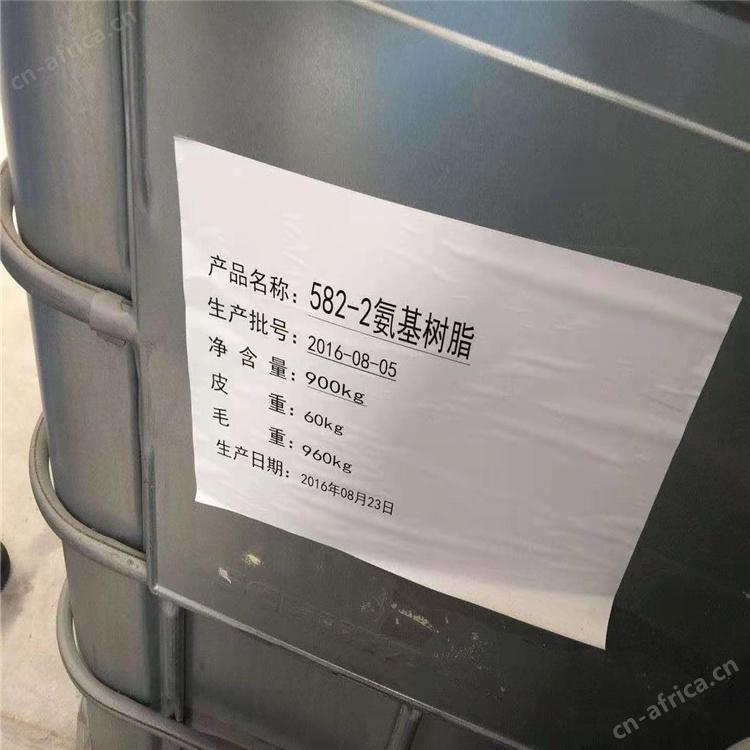 cn-africa.cn
产品名称：582-2氨基树脂
生产批号：2016-08-05
净含量：900kg
皮重：60kg
毛重：960kg
生产日期：2016年08月23日
cn-africa.cn